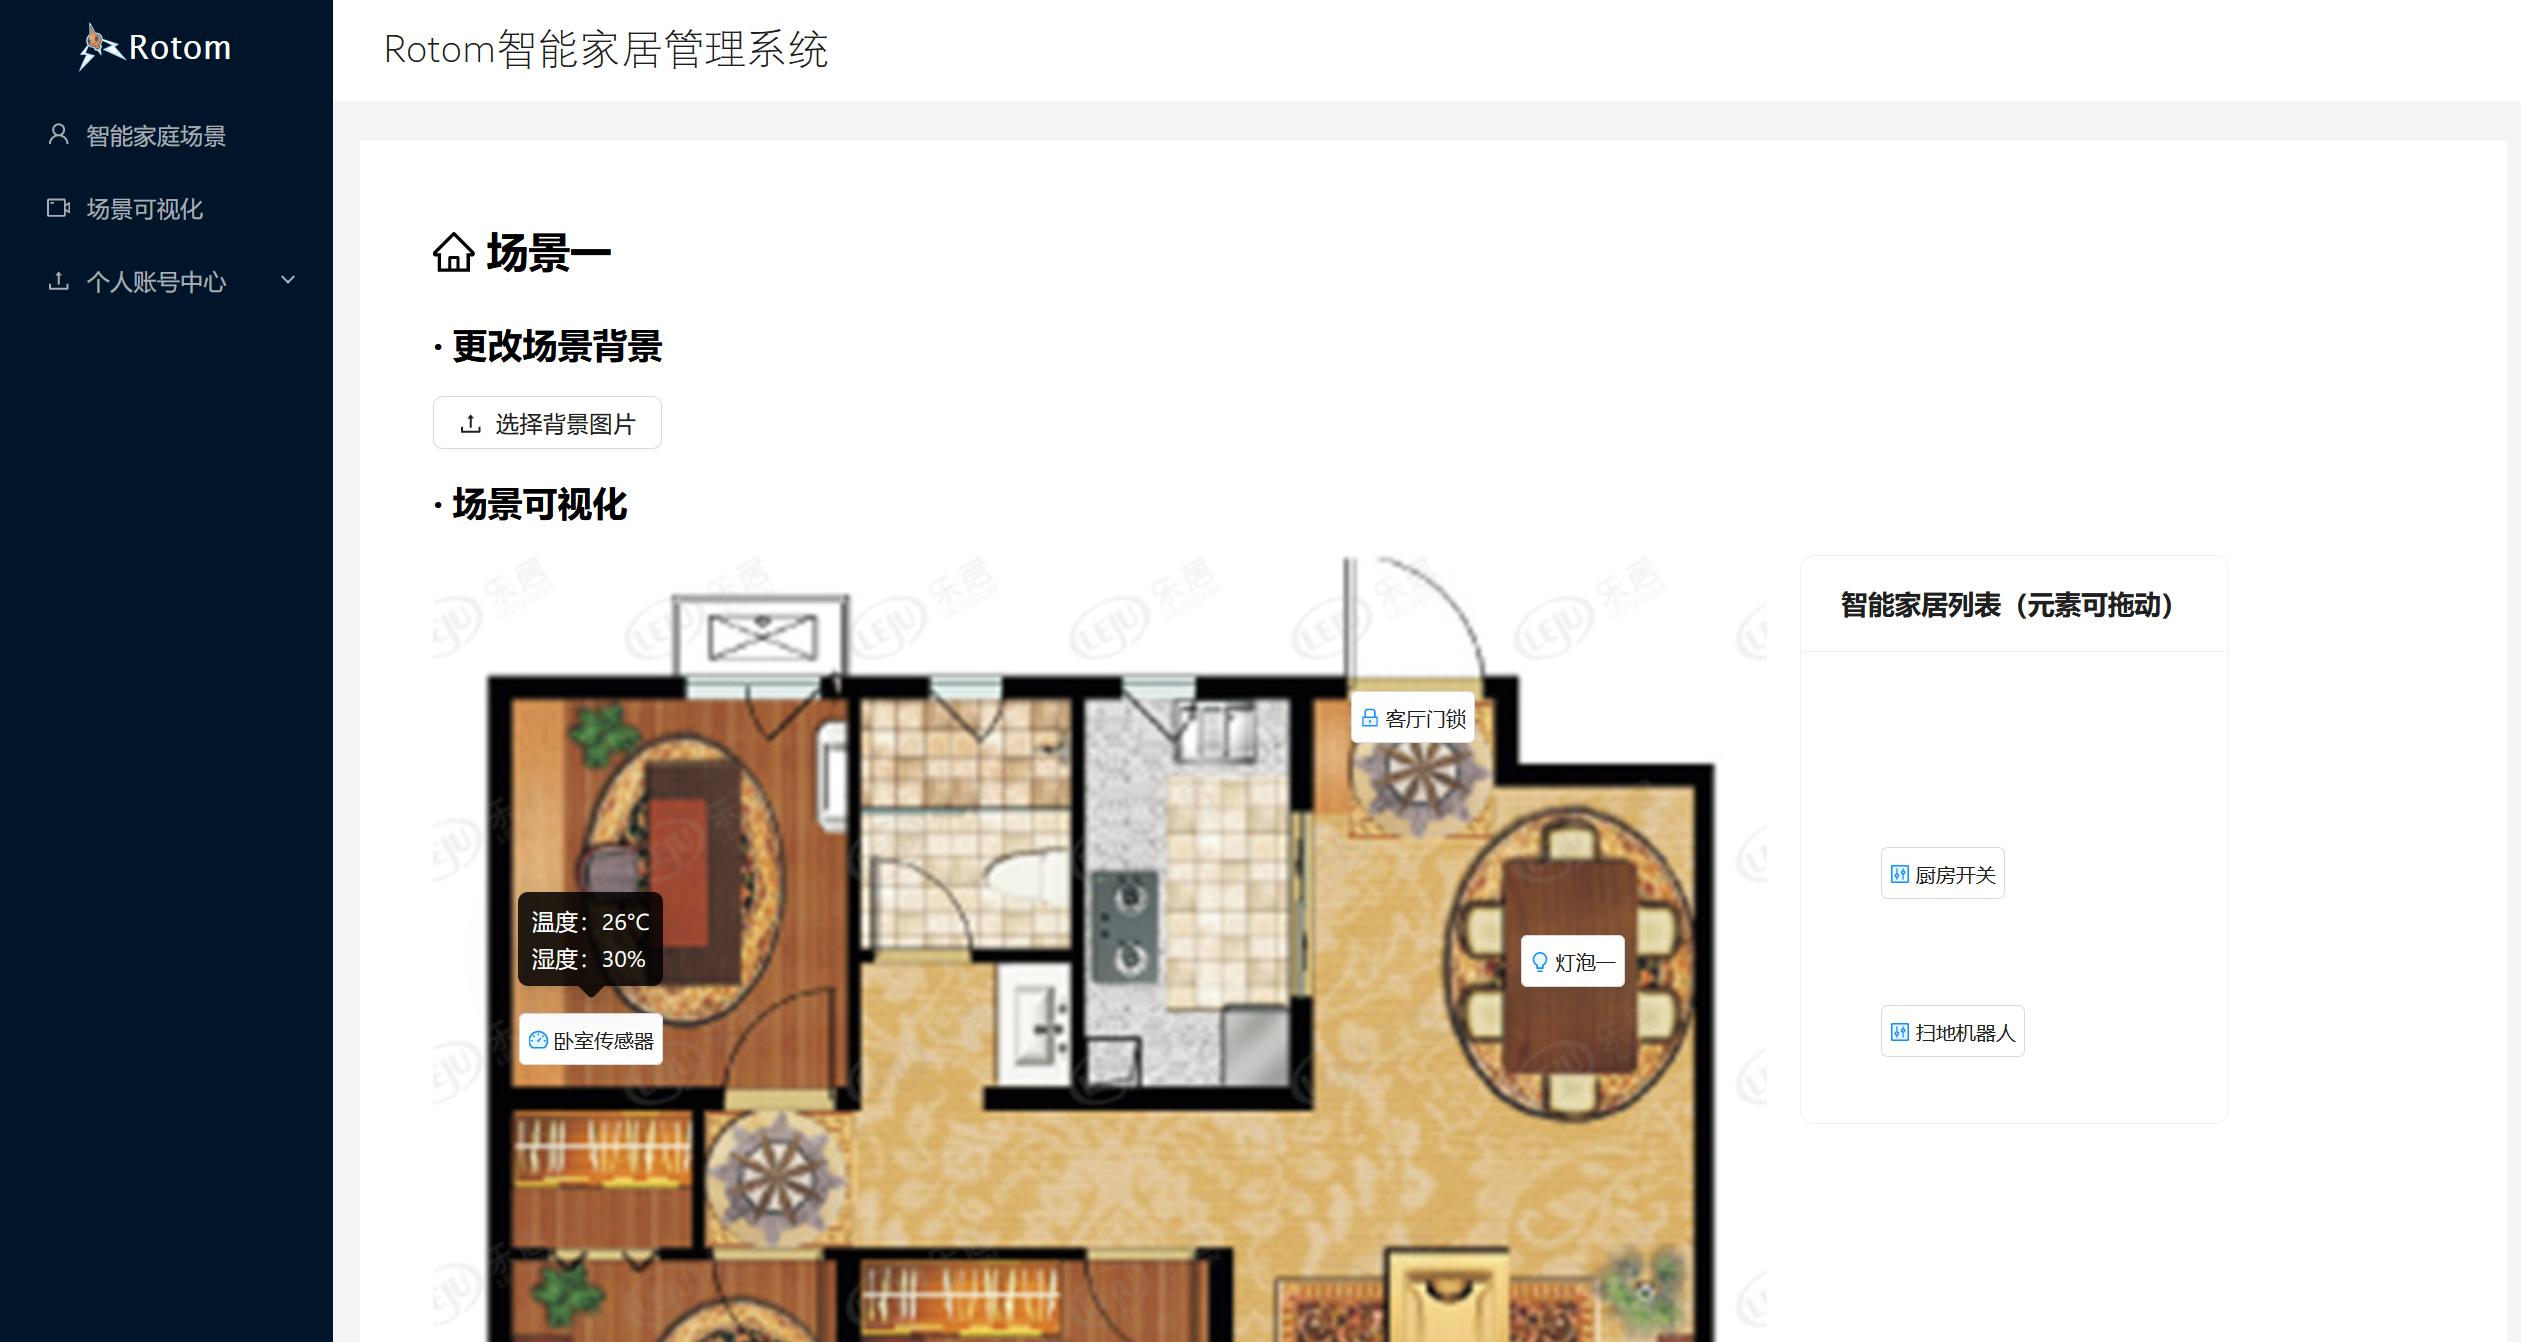 Rotom
智能家庭场景
场景可视化
个人账号中心
Rotom智能家居管理系统
场景一
· 更改场景背景
选择背景图片
· 场景可视化
LEJU 乐居
智能家居列表（元素可拖动）
客厅门锁
厨房开关
温度：26°C
湿度：30%
灯泡一
卧室传感器
扫地机器人